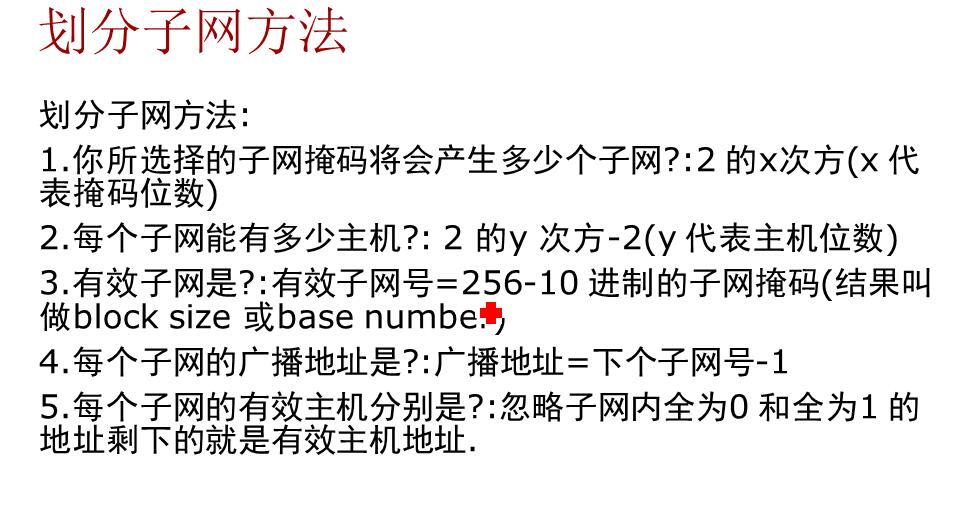 划分子网方法
划分子网方法:
1.你所选择的子网掩码将会产生多少个子网?:2 的x次方(x 代
表掩码位数)
2.每个子网能有多少主机?: 2 的y 次方-2(y 代表主机位数)
3.有效子网是?:有效子网号=256-10 进制的子网掩码(结果叫
做block size 或base number)
4.每个子网的广播地址是?:广播地址=下个子网号-1
5.每个子网的有效主机分别是?:忽略子网内全为0 和全为1 的
地址剩下的就是有效主机地址.